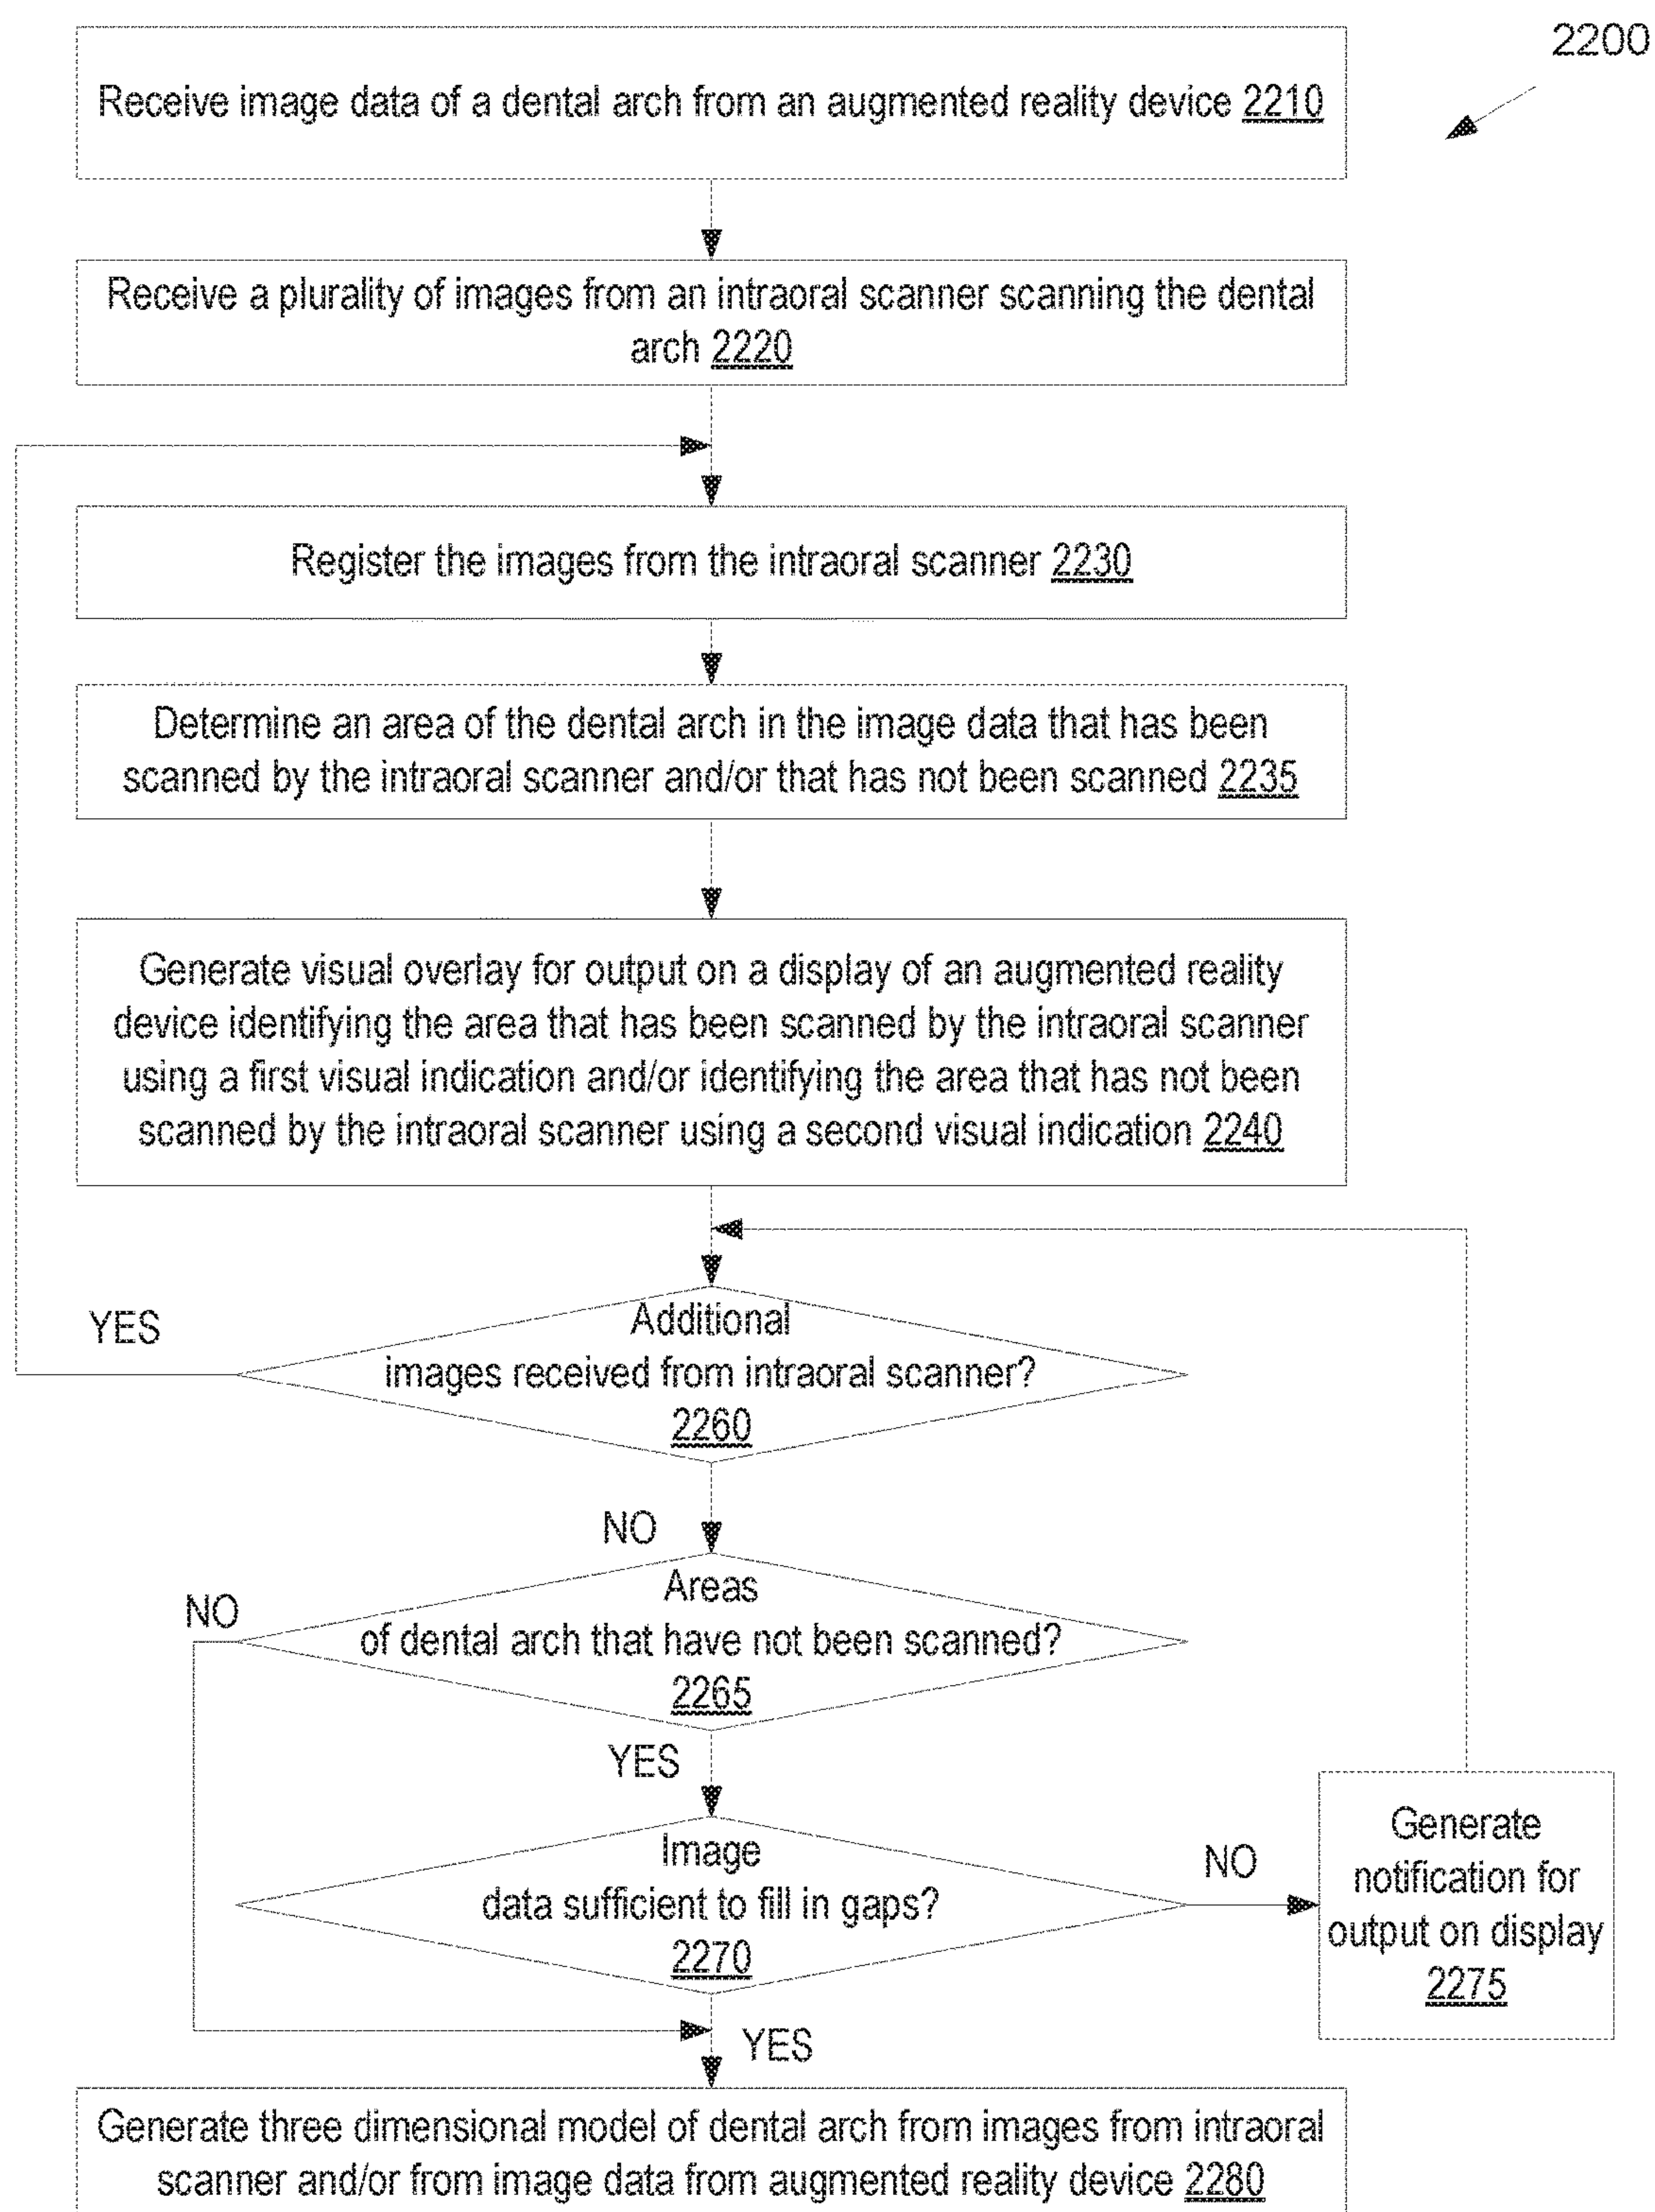 2200
Receive image data of a dental arch from an augmented reality device 2210
Receive a plurality of images from an intraoral scanner scanning the dental
arch 2220
Register the images from the intraoral scanner 2230
Determine an area of the dental arch in the image data that has been
scanned by the intraoral scanner and/or that has not been scanned 2235
Generate visual overlay for output on a display of an augmented reality
device identifying the area that has been scanned by the intraoral scanner
using a first visual indication and/or identifying the area that has not been
scanned by the intraoral scanner using a second visual indication 2240
YES
Additional
images received from intraoral scanner?
2260
NO
NO
Areas
of dental arch that have not been scanned?
2265
YES
Image
data sufficient to fill in gaps?
2270
NO
Generate
notification for
output on display
2275
YES
Generate three dimensional model of dental arch from images from intraoral
scanner and/or from image data from augmented reality device 2280